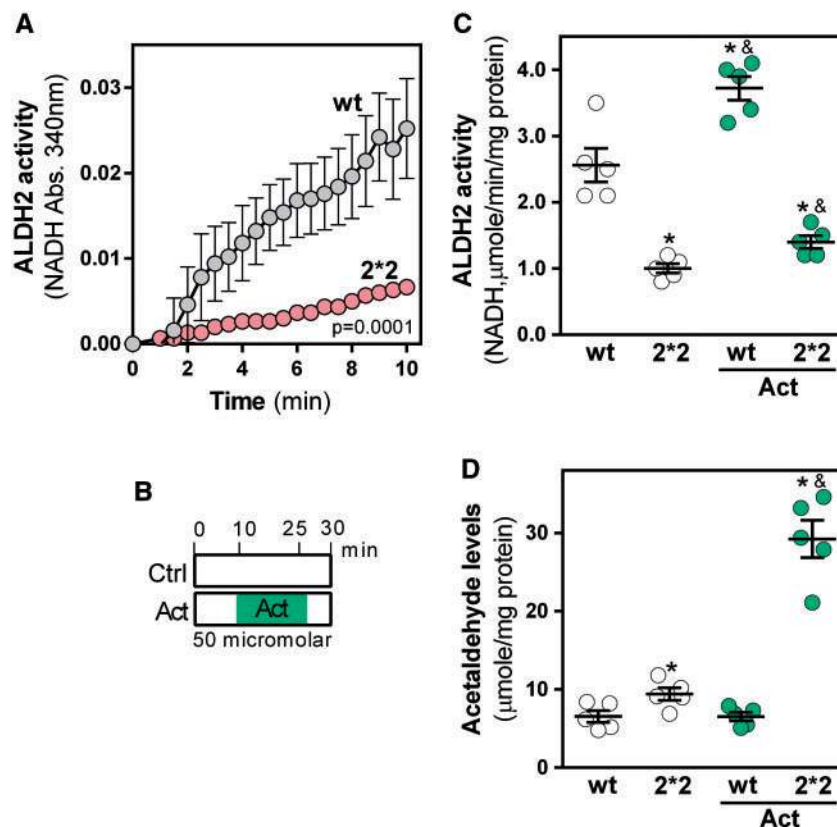 A
ALDH2 activity
(NADH Abs. 340nm)
0.03
0.02
0.01
0.00
wt
2*2
p=0.0001
0 2 4 6 8 10
Time (min)
B
0 10 25 30
min
Ctrl
Act Act
50 micromolar
C
ALDH2 activity
(NADH,μmole/min/mg protein)
4.0
3.0
2.0
1.0
0.0
*
* &
* &
wt 2*2 wt 2*2
Act
D
Acetaldehyde levels
(μmole/mg protein)
30
20
10
0
*
* &
wt 2*2 wt 2*2
Act